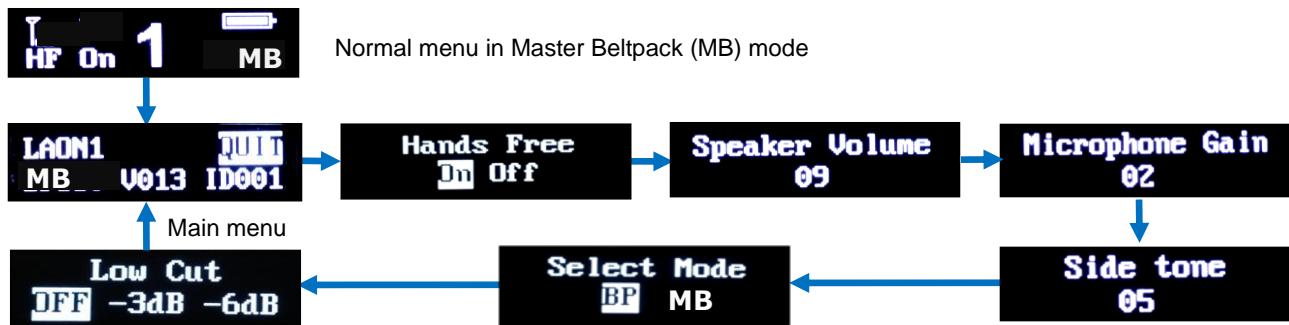 HF On 1 MB
Normal menu in Master Beltpack (MB) mode
LAON1 QUIT
MB V013 ID001
Hands Free
On Off
Speaker Volume
09
Microphone Gain
02
Main menu
Low Cut
OFF -3dB -6dB
Select Mode
BP MB
Side tone
05